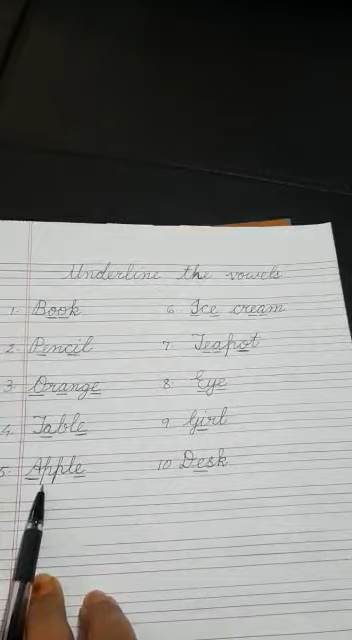 Underline the vowels
1. Book 6. Ice cream
2. Pencil 7. Teapot
3. Orange 8. Eye
4. Table 9. Girl
5. Apple 10. Desk